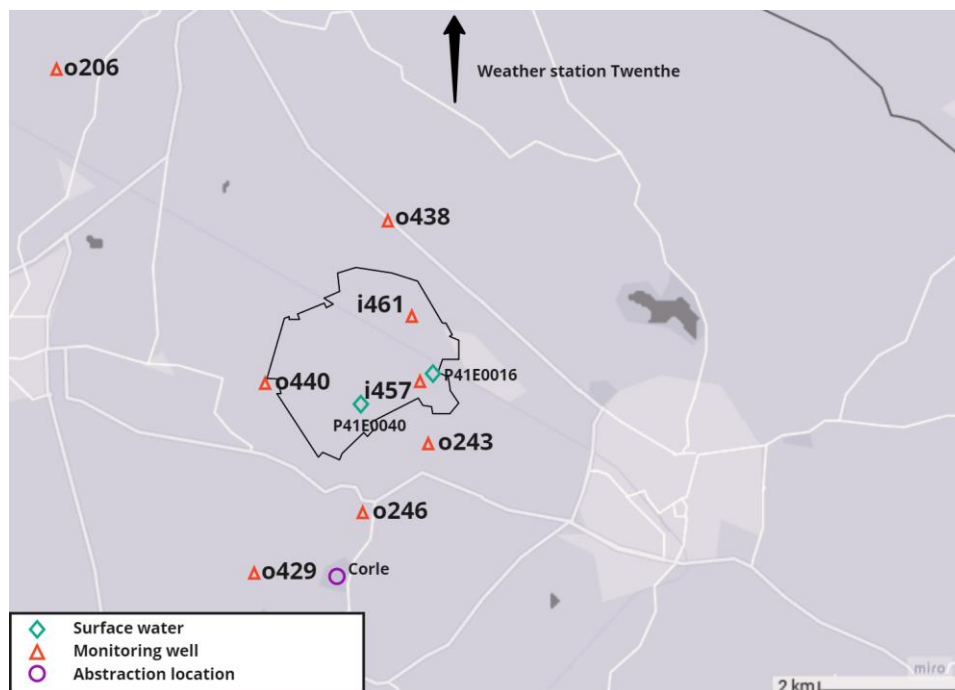 o206
Weather station Twenthe
o438
i461
P41E0016
o440
i457
P41E0040
o243
o246
o429
Corle
Surface water
Monitoring well
Abstraction location
miro
2 km